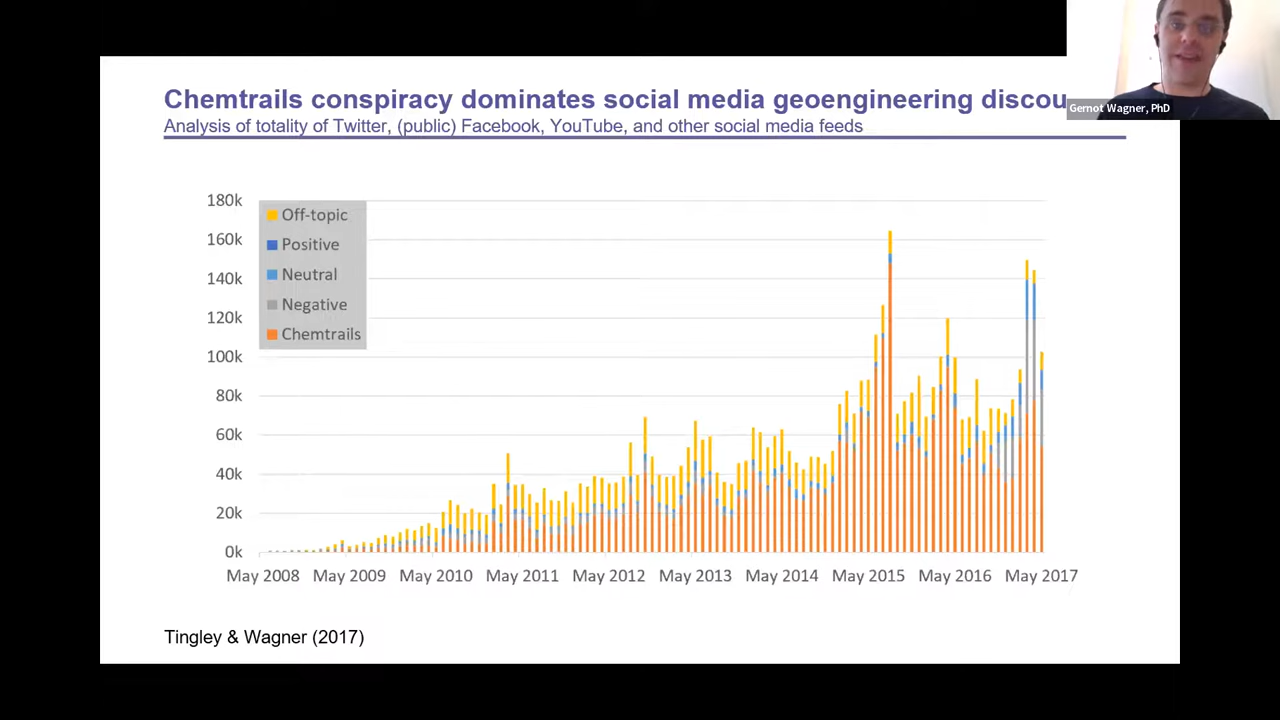 Chemtrails conspiracy dominates social media geoengineering discou
Gernot Wagner, PhD
Analysis of totality of Twitter, (public) Facebook, YouTube, and other social media feeds
180k
160k
140k
120k
100k
80k
60k
40k
20k
0k
Off-topic
Positive
Neutral
Negative
Chemtrails
May 2008 May 2009 May 2010 May 2011 May 2012 May 2013 May 2014 May 2015 May 2016 May 2017
Tingley & Wagner (2017)